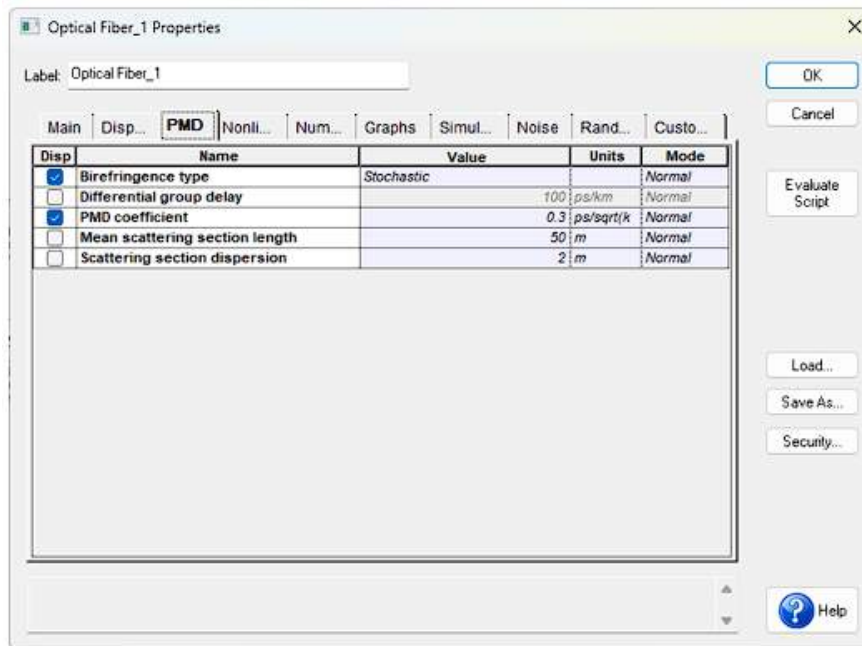 Optical Fiber_1 Properties
Label: Optical Fiber_1
OK
Cancel
Evaluate
Script
Load...
Save As...
Security...
Help
Main Disp... PMD Nonli... Num... Graphs Simul... Noise Rand... Custo...
Disp Name Value Units Mode
Birefringence type Stochastic Normal
Differential group delay 100 ps/km Normal
PMD coefficient 0.3 ps/sqrt(k Normal
Mean scattering section length 50 m Normal
Scattering section dispersion 2 m Normal